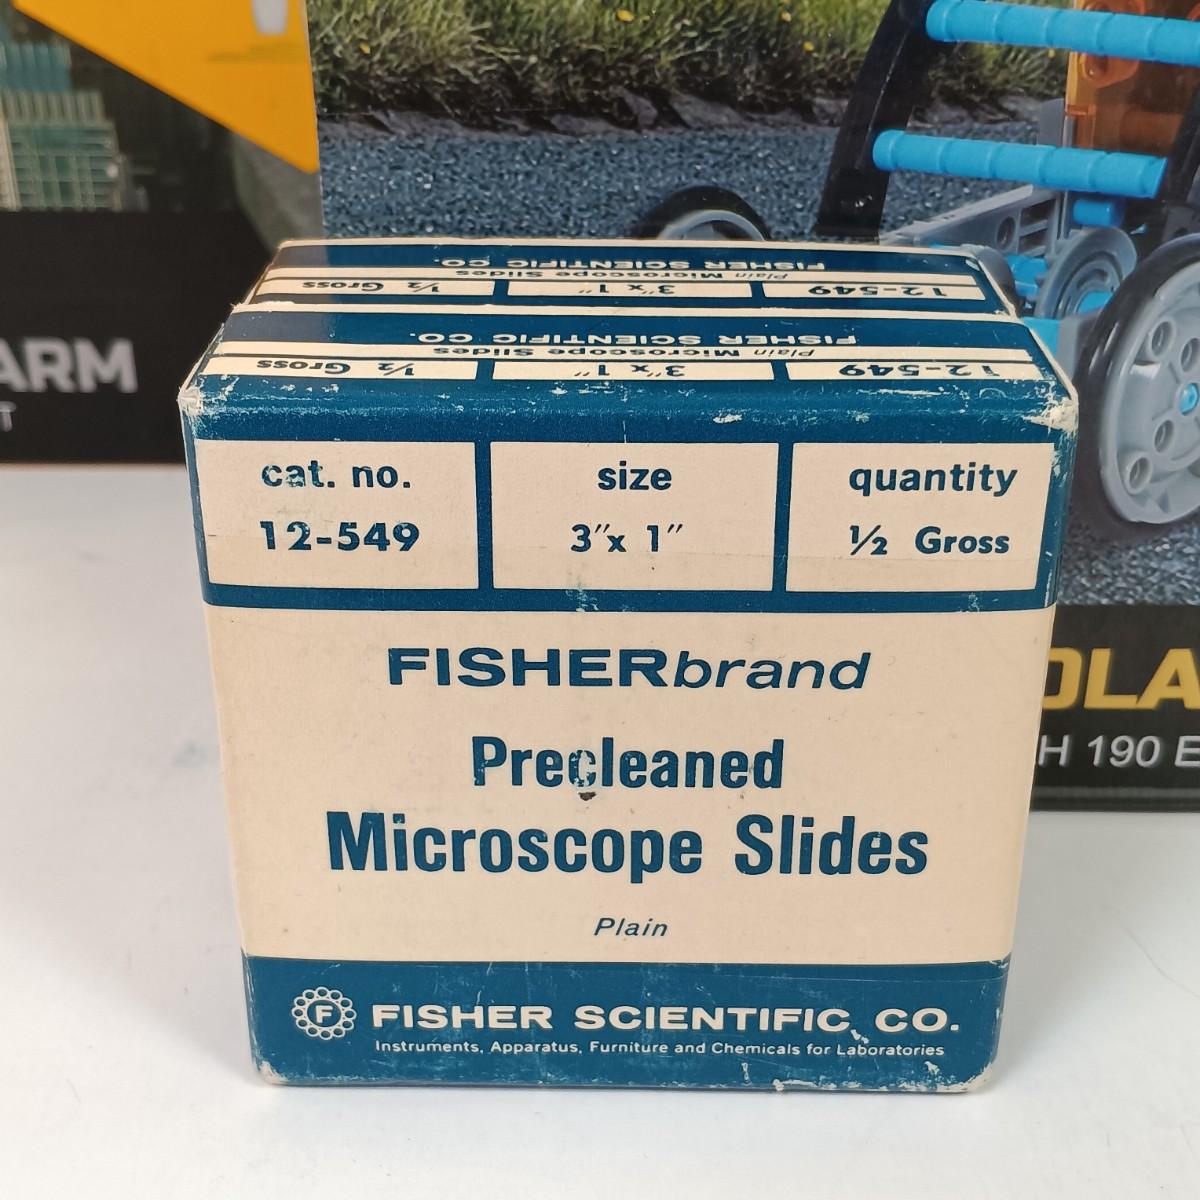 FISHER SCIENTIFIC CO.
Plain Microscope Slides
12-549 3"x 1" ½ Gross
FISHER SCIENTIFIC CO.
Plain Microscope Slides
12-549 3"x 1" ½ Gross
cat. no. size quantity
12-549 3"x 1" ½ Gross
FISHERbrand
Precleaned
Microscope Slides
Plain
F FISHER SCIENTIFIC CO.
Instruments, Apparatus, Furniture and Chemicals for Laboratories
ARM
T
OLA
H 190 E